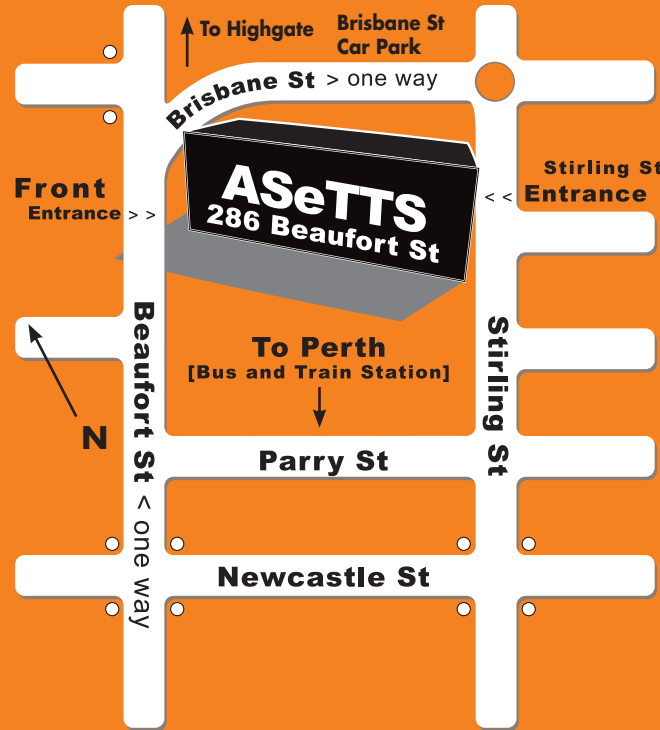 To Highgate
Brisbane St
Car Park
Brisbane St > one way
Front
Entrance > >
ASeTTS
286 Beaufort St
Stirling St
< < Entrance
Beaufort St < one way
Stirling St
To Perth
[Bus and Train Station]
N
Parry St
Newcastle St